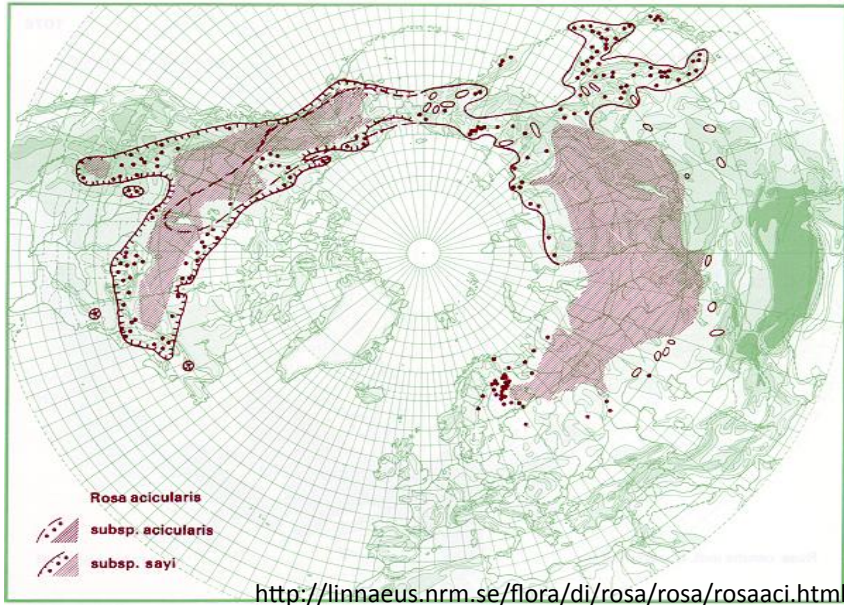 Rosa acicularis
subsp. acicularis
subsp. sayi
http://linnaeus.nrm.se/flora/di/rosa/rosa/rosaaci.html